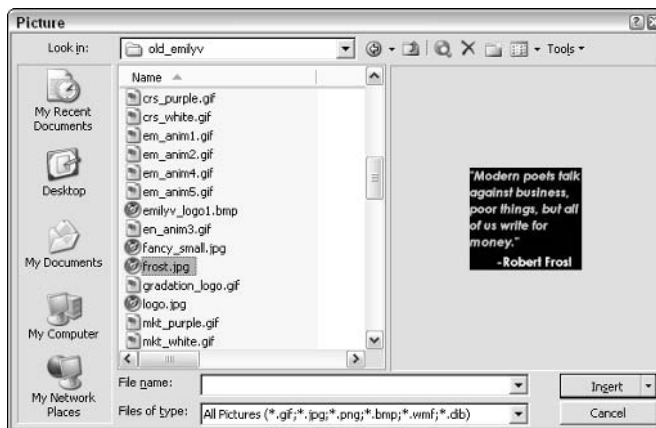 Picture
Look in:
old_emilyv
Tools
My Recent
Documents
Desktop
My Documents
My Computer
My Network
Places
Name
crs_purple.gif
crs_white.gif
em_anim1.gif
em_anim2.gif
em_anim4.gif
em_anim5.gif
emilyv_logo1.bmp
en_anim3.gif
fancy_small.jpg
frost.jpg
gradation_logo.gif
logo.jpg
mkt_purple.gif
mkt_white.gif
"Modern poets talk
against business,
poor things, but all
of us write for
money."
-Robert Frost
File name:
Files of type:
All Pictures (*.gif;*.jpg;*.png;*.bmp;*.wmf;*.dib)
Insert
Cancel